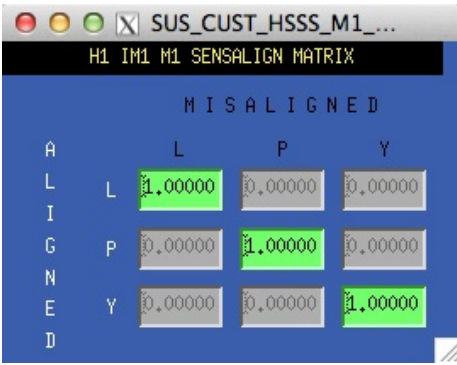 SUS_CUST_HSSS_M1_...
H1 IM1 M1 SENSALIGN MATRIX
MISALIGNED
L P Y
ALIGNED
L 1.00000 0.00000 0.00000
P 0.00000 1.00000 0.00000
Y 0.00000 0.00000 1.00000